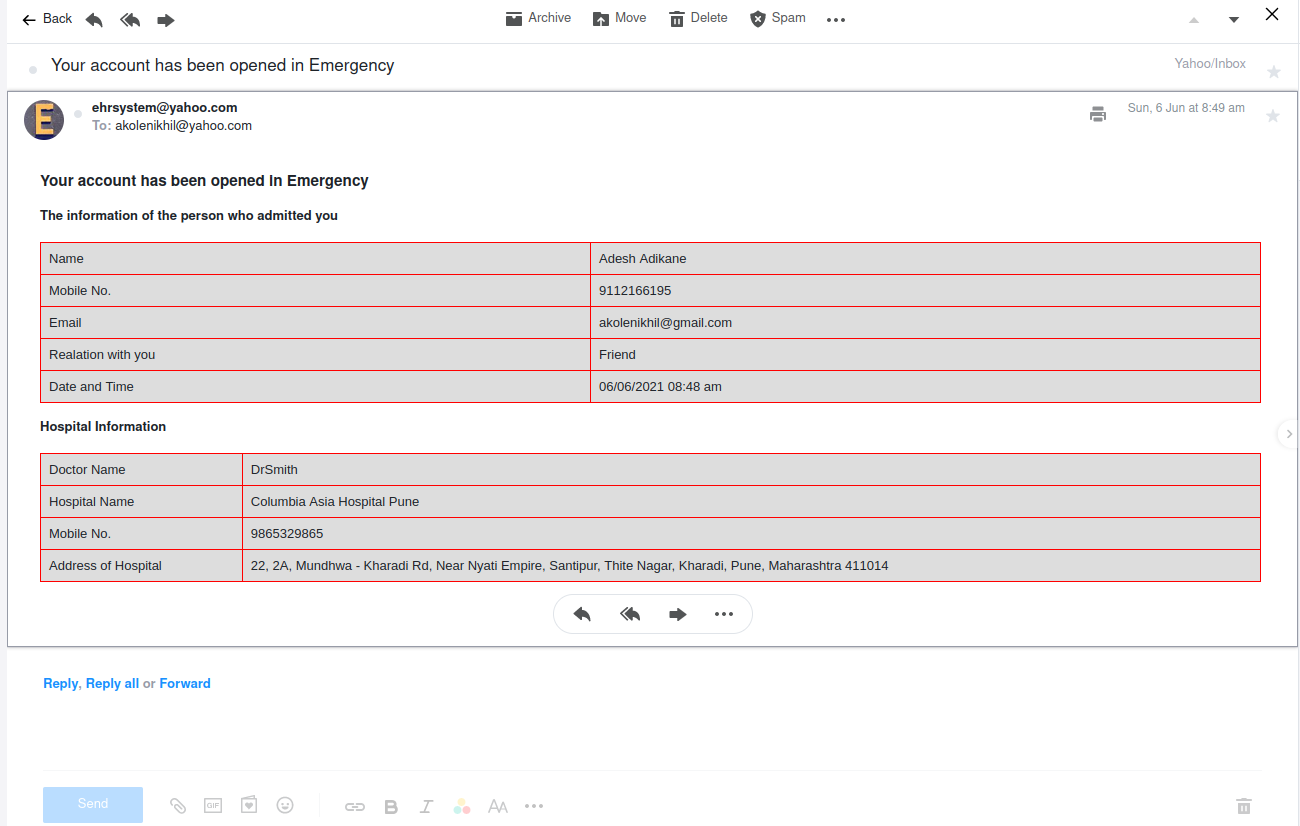 Back Archive Move Delete Spam
Your account has been opened in Emergency Yahoo/Inbox
E ehrsystem@yahoo.com Sun, 6 Jun at 8:49 am
To: akolenikhil@yahoo.com
Your account has been opened in Emergency
The information of the person who admitted you
Name Adesh Adikane
Mobile No. 9112166195
Email akolenikhil@gmail.com
Realation with you Friend
Date and Time 06/06/2021 08:48 am
Hospital Information
Doctor Name DrSmith
Hospital Name Columbia Asia Hospital Pune
Mobile No. 9865329865
Address of Hospital 22, 2A, Mundhwa - Kharadi Rd, Near Nyati Empire, Santipur, Thite Nagar, Kharadi, Pune, Maharashtra 411014
Reply, Reply all or Forward
Send GIF B I AA